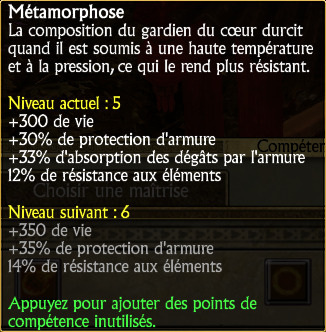 Métamorphose
La composition du gardien du cœur durcit
quand il est soumis à une haute température
et à la pression, ce qui le rend plus résistant.
Niveau actuel : 5
+300 de vie
+30% de protection d'armure
+33% d'absorption des dégâts par l'armure
12% de résistance aux éléments
Compéten
Choisir une maîtrise
Niveau suivant : 6
+350 de vie
+35% de protection d'armure
14% de résistance aux éléments
Appuyez pour ajouter des points de
compétence inutilisés.